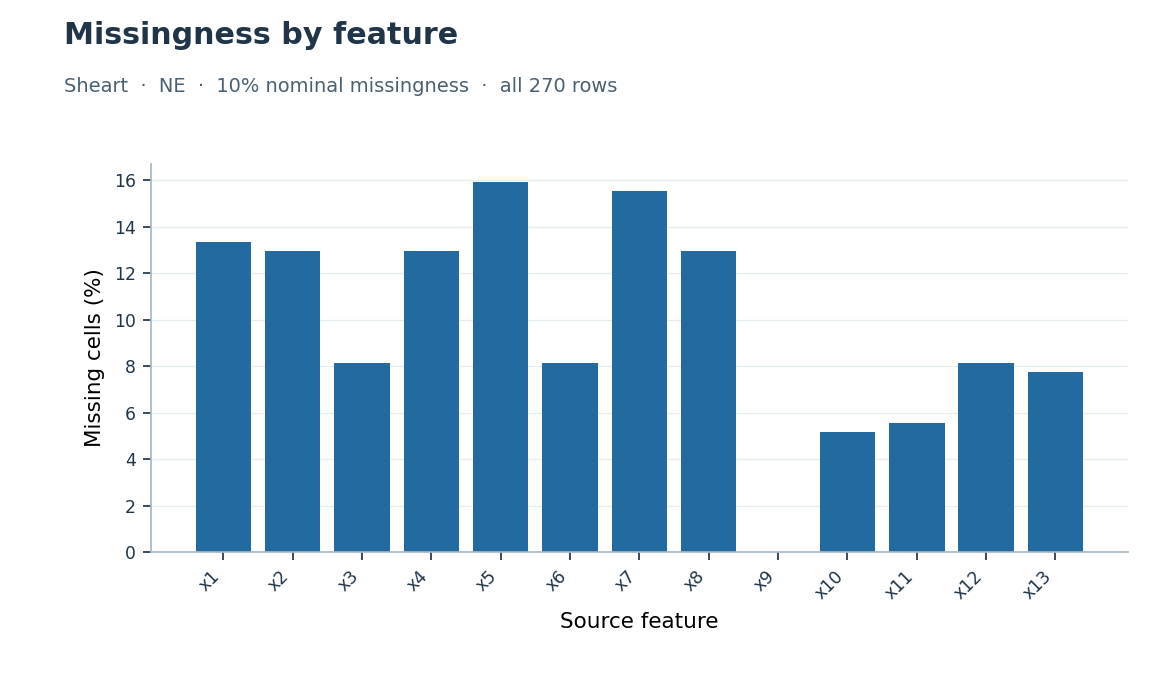 Missingness by feature
Sheart · NE · 10% nominal missingness · all 270 rows
16
14
12
10
8
6
4
2
0
Missing cells (%)
x1 x2 x3 x4 x5 x6 x7 x8 x9 x10 x11 x12 x13
Source feature